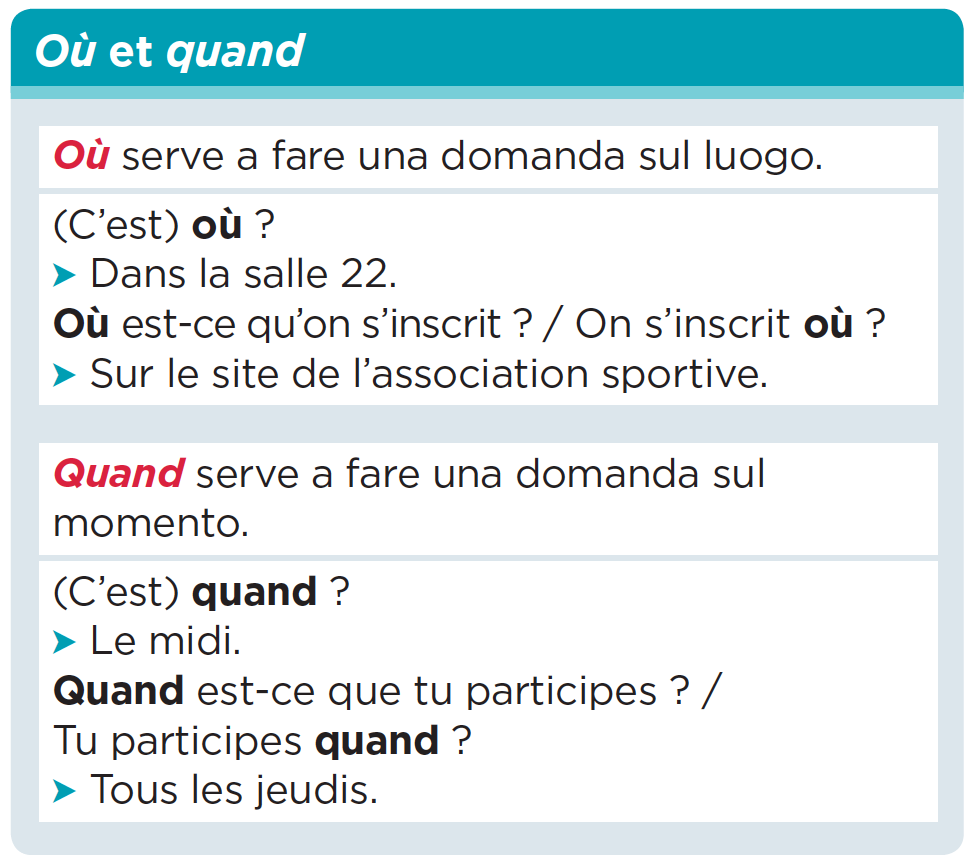 Où et quand
Où serve a fare una domanda sul luogo.
(C'est) où ?
➤ Dans la salle 22.
Où est-ce qu'on s'inscrit ? / On s'inscrit où ?
➤ Sur le site de l'association sportive.
Quand serve a fare una domanda sul
momento.
(C'est) quand ?
➤ Le midi.
Quand est-ce que tu participes ? /
Tu participes quand ?
➤ Tous les jeudis.